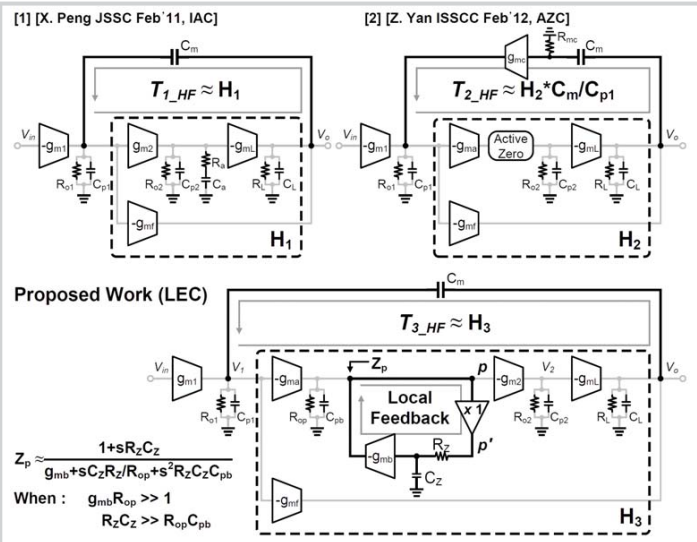 [1] [X. Peng JSSC Feb'11, IAC]
[2] [Z. Yan ISSCC Feb'12, AZC]
Cm
T1_HF ≈ H1
Vin
-gm1
Ro1
Cp1
gm2
Ro2
Cp2
Ra
Ca
-gmL
RL
CL
Vo
-gmf
H1
Rmc
gmc
Cm
T2_HF ≈ H2*Cm/Cp1
Vin
-gm1
Ro1
Cp1
-gma
Active
Zero
Ro2
Cp2
-gmL
RL
CL
Vo
-gmf
H2
Proposed Work (LEC)
Cm
T3_HF ≈ H3
Vin
gm1
V1
Ro1
Cp1
-gma
Rop
Cpb
Zp
p
Local
Feedback
x 1
p'
-gmb
RZ
CZ
-gm2
V2
Ro2
Cp2
-gmL
RL
CL
Vo
-gmf
H3
Zp ≈ 1+sRZCZ
gmb+sCZRZ/Rop+s²RZCZCpb
When : gmbRop >> 1
RZCZ >> RopCpb